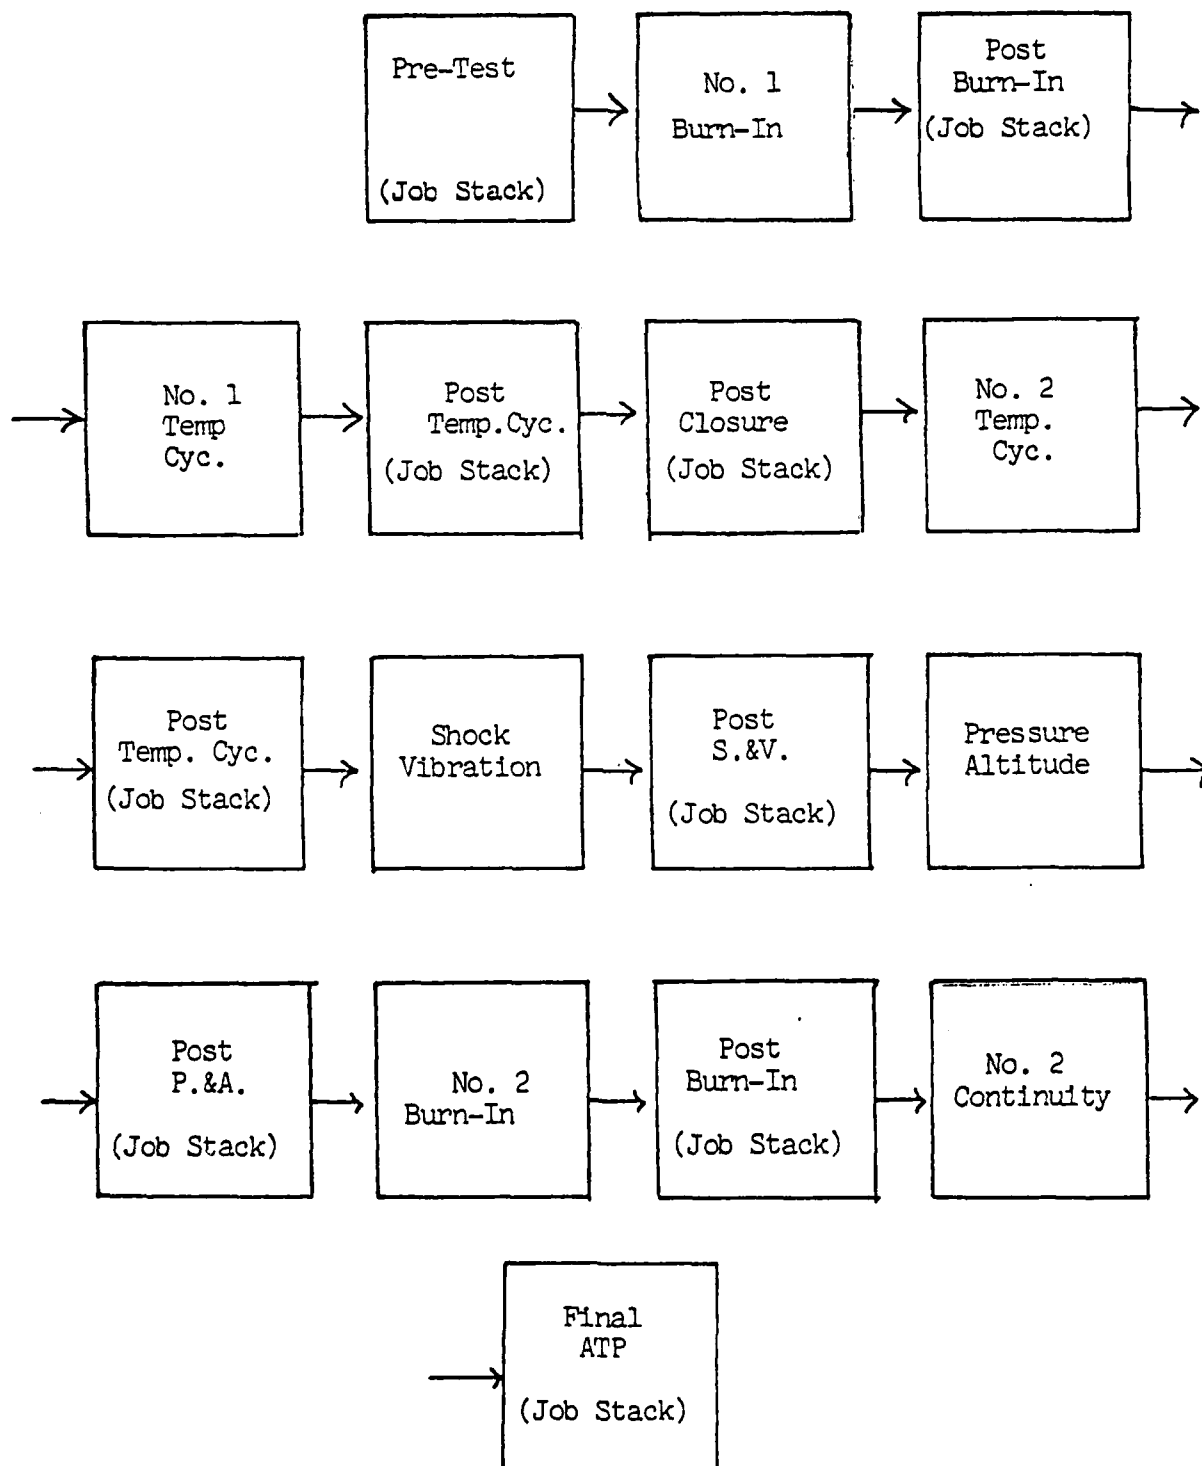 Pre-Test
(Job Stack)
No. 1
Burn-In
Post
Burn-In
(Job Stack)
No. 1
Temp
Cyc.
Post
Temp.Cyc.
(Job Stack)
Post
Closure
(Job Stack)
No. 2
Temp.
Cyc.
Post
Temp. Cyc.
(Job Stack)
Shock
Vibration
Post
S.&V.
(Job Stack)
Pressure
Altitude
Post
P.&A.
(Job Stack)
No. 2
Burn-In
Post
Burn-In
(Job Stack)
No. 2
Continuity
Final
ATP
(Job Stack)